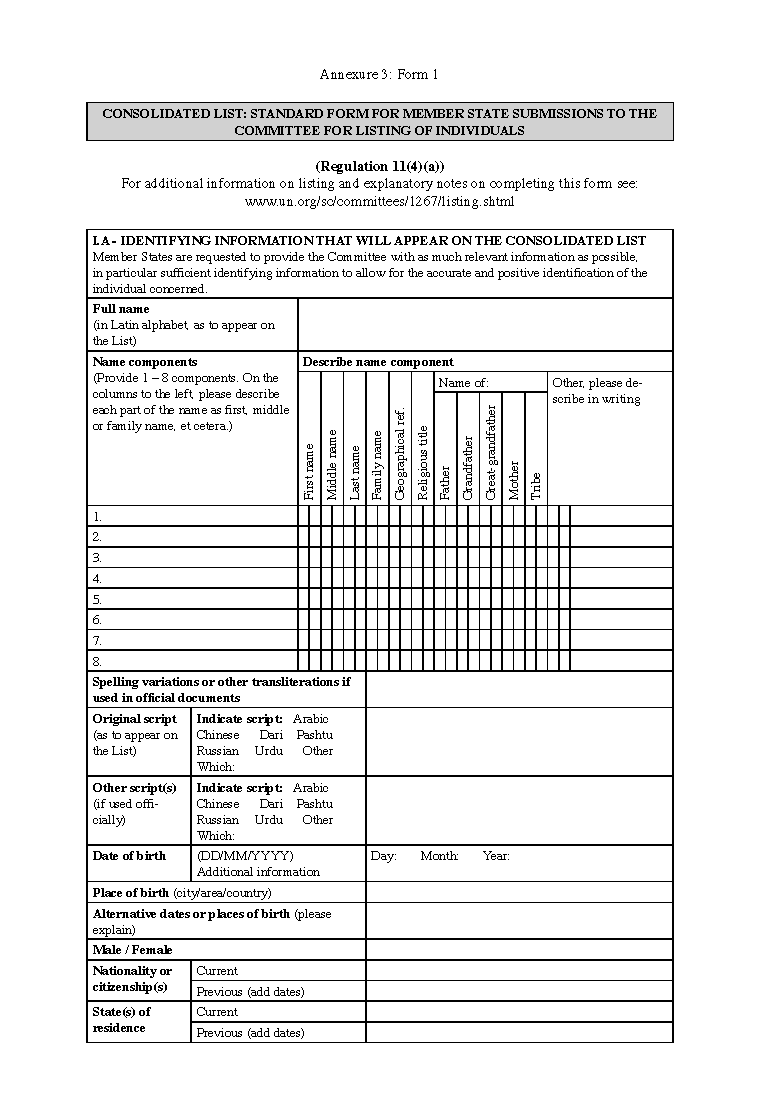 Annexure 3: Form 1
CONSOLIDATED LIST: STANDARD FORM FOR MEMBER STATE SUBMISSIONS TO THE
COMMITTEE FOR LISTING OF INDIVIDUALS
(Regulation 11(4)(a))
For additional information on listing and explanatory notes on completing this form see:
www.un.org/sc/committees/1267/listing.shtml
I.A - IDENTIFYING INFORMATION THAT WILL APPEAR ON THE CONSOLIDATED LIST
Member States are requested to provide the Committee with as much relevant information as possible,
in particular sufficient identifying information to allow for the accurate and positive identification of the
individual concerned.
Full name
(in Latin alphabet, as to appear on
the List)
Name components
(Provide 1 – 8 components. On the
columns to the left, please describe
each part of the name as first, middle
or family name, et cetera.)
Describe name component
First name
Middle name
Last name
Family name
Geographical ref.
Religious title
Name of:
Father
Grandfather
Great-grandfather
Mother
Tribe
Other, please de-
scribe in writing
1.
2.
3.
4.
5.
6.
7.
8.
Spelling variations or other transliterations if
used in official documents
Original script
(as to appear on
the List)
Indicate script: Arabic
Chinese Dari Pashtu
Russian Urdu Other
Which:
Other script(s)
(if used offi-
cially)
Indicate script: Arabic
Chinese Dari Pashtu
Russian Urdu Other
Which:
Date of birth
(DD/MM/YYYY)
Additional information
Day: Month: Year:
Place of birth (city/area/country)
Alternative dates or places of birth (please
explain)
Male / Female
Nationality or
citizenship(s)
Current
Previous (add dates)
State(s) of
residence
Current
Previous (add dates)